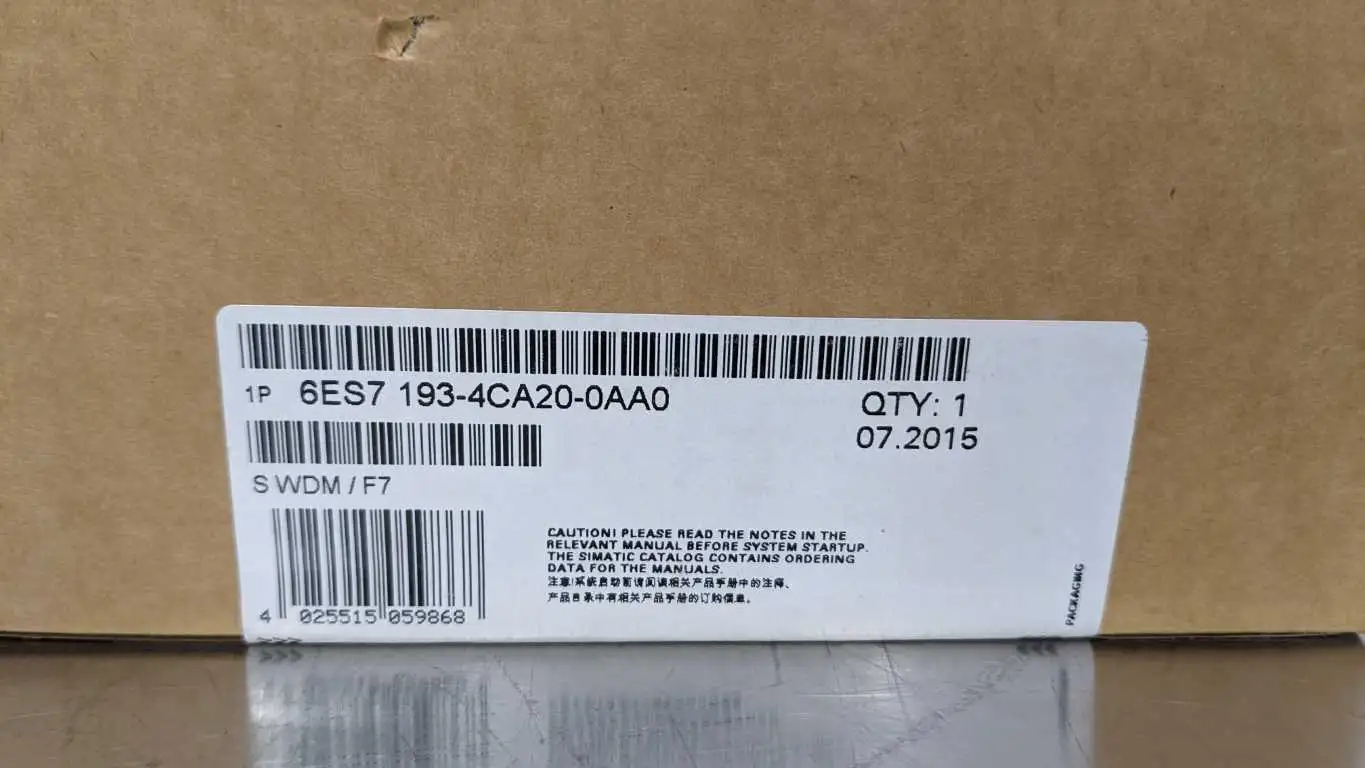 1P 6ES7 193-4CA20-0AA0
QTY: 1
07.2015
S WDM / F7
CAUTION! PLEASE READ THE NOTES IN THE
RELEVANT MANUAL BEFORE SYSTEM STARTUP.
THE SIMATIC CATALOG CONTAINS ORDERING
DATA FOR THE MANUALS.
注意!系统启动前请阅读相关产品手册中的注释、
产品目录中有相关产品手册的订购信息。
4 025515 059868
PACKAGING